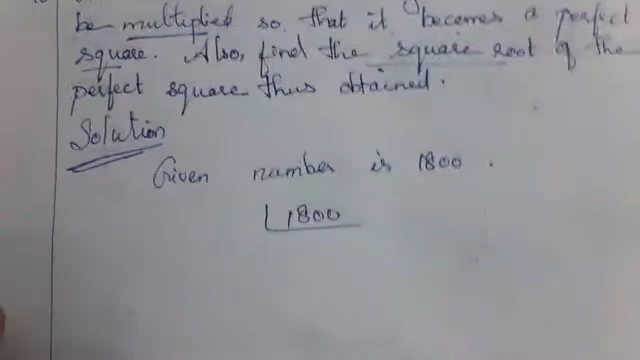 be multiplied so that it becomes a perfect
square. Also, find the square root of the
perfect square thus obtained.
Solution
Given number is 1800.
1800